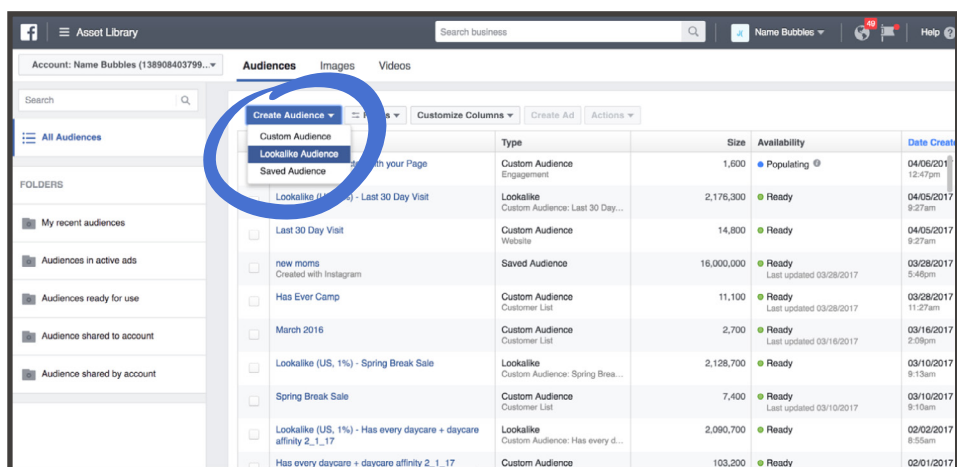 f Asset Library Search business Name Bubbles 49 Help
Account: Name Bubbles (138908403799... Audiences Images Videos
Search
Create Audience Customize Columns Create Ad Actions
All Audiences
Custom Audience
Lookalike Audience
Saved Audience
Type Size Availability Date Create
with your Page Custom Audience 1,600 Populating 04/06/201
Engagement 12:47pm
FOLDERS
Lookalike (US, 1%) - Last 30 Day Visit Lookalike 2,176,300 Ready 04/05/2017
Custom Audience: Last 30 Day... 9:27am
My recent audiences
Last 30 Day Visit Custom Audience 14,800 Ready 04/05/2017
Website 9:27am
Audiences in active ads
new moms Saved Audience 16,000,000 Ready 03/28/2017
Created with Instagram Last updated 03/28/2017 5:46pm
Audiences ready for use
Has Ever Camp Custom Audience 11,100 Ready 03/28/2017
Customer List Last updated 03/28/2017 11:27am
Audience shared to account
March 2016 Custom Audience 2,700 Ready 03/16/2017
Customer List Last updated 03/16/2017 2:09pm
Audience shared by account
Lookalike (US, 1%) - Spring Break Sale Lookalike 2,128,700 Ready 03/10/2017
Custom Audience: Spring Brea... 9:13am
Spring Break Sale Custom Audience 7,400 Ready 03/10/2017
Customer List Last updated 03/10/2017 9:10am
Lookalike (US, 1%) - Has every daycare + daycare Lookalike 2,090,700 Ready 02/02/2017
affinity 2_1_17 Custom Audience: Has every d... 8:55am
Has every daycare + daycare affinity 2_1_17 Custom Audience 103,200 Ready 02/01/2017